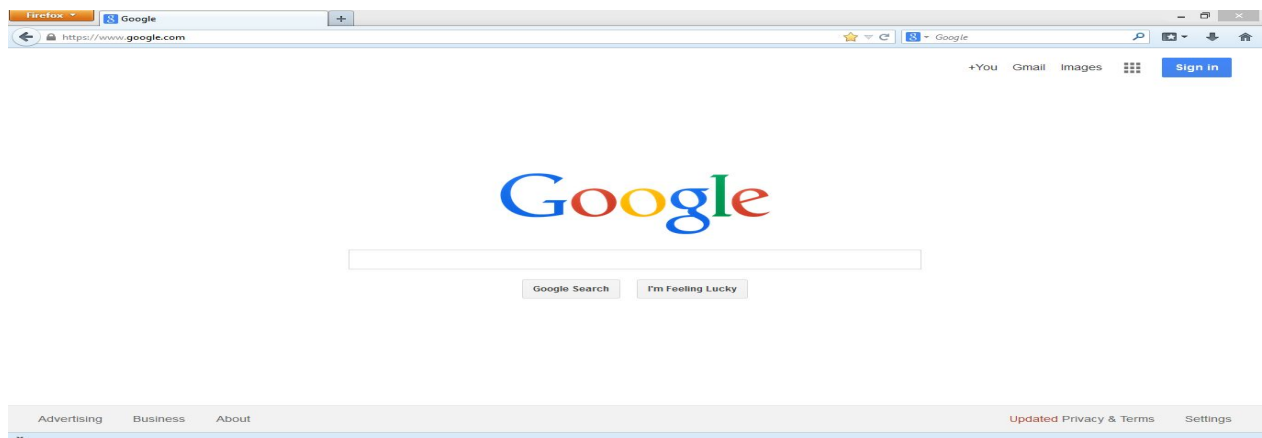 Firefox
Google
https://www.google.com
Google
+You Gmail Images Sign in
Google
Google Search I'm Feeling Lucky
Advertising Business About Updated Privacy & Terms Settings